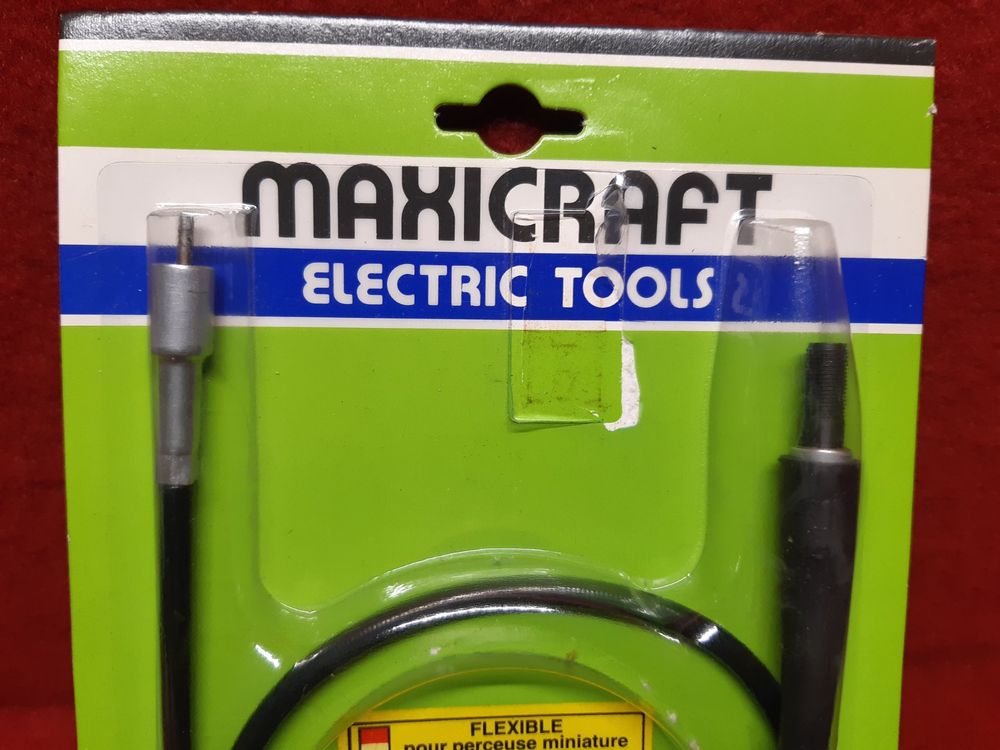 MAXICRAFT
ELECTRIC TOOLS
FLEXIBLE
pour perceuse miniature